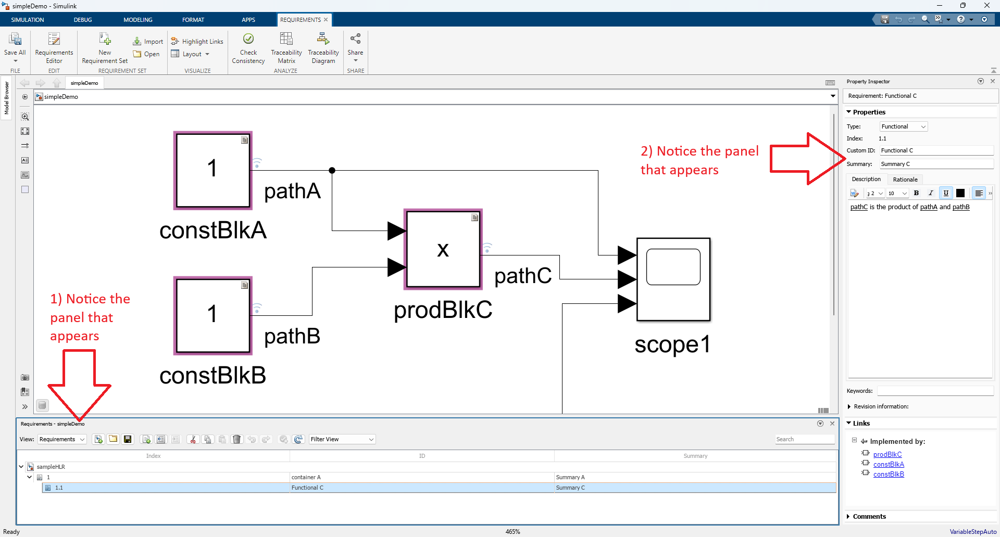 simpleDemo - Simulink
SIMULATION DEBUG MODELING FORMAT APPS REQUIREMENTS
Save All
FILE
Requirements
Editor
EDIT
New
Requirement Set
Import
Open
REQUIREMENT SET
Highlight Links
Layout
VISUALIZE
Check
Consistency
Traceability
Matrix
Traceability
Diagram
ANALYZE
Share
SHARE
Model Browser
simpleDemo
simpleDemo
1
pathA
constBlkA
1
pathB
constBlkB
x
pathC
prodBlkC
scope1
1) Notice the
panel that
appears
2) Notice the panel
that appears
Property Inspector
Requirement: Functional C
Properties
Type: Functional
Index: 1.1
Custom ID: Functional C
Summary: Summary C
Description Rationale
2 10 B I U
pathC is the product of pathA and pathB
Keywords:
Revision information:
Links
Implemented by:
prodBlkC
constBlkA
constBlkB
Comments
Requirements - simpleDemo
View: Requirements Filter View Search
Index ID Summary
sampleHLR
1 container A Summary A
1.1 Functional C Summary C
Ready 465% VariableStepAuto